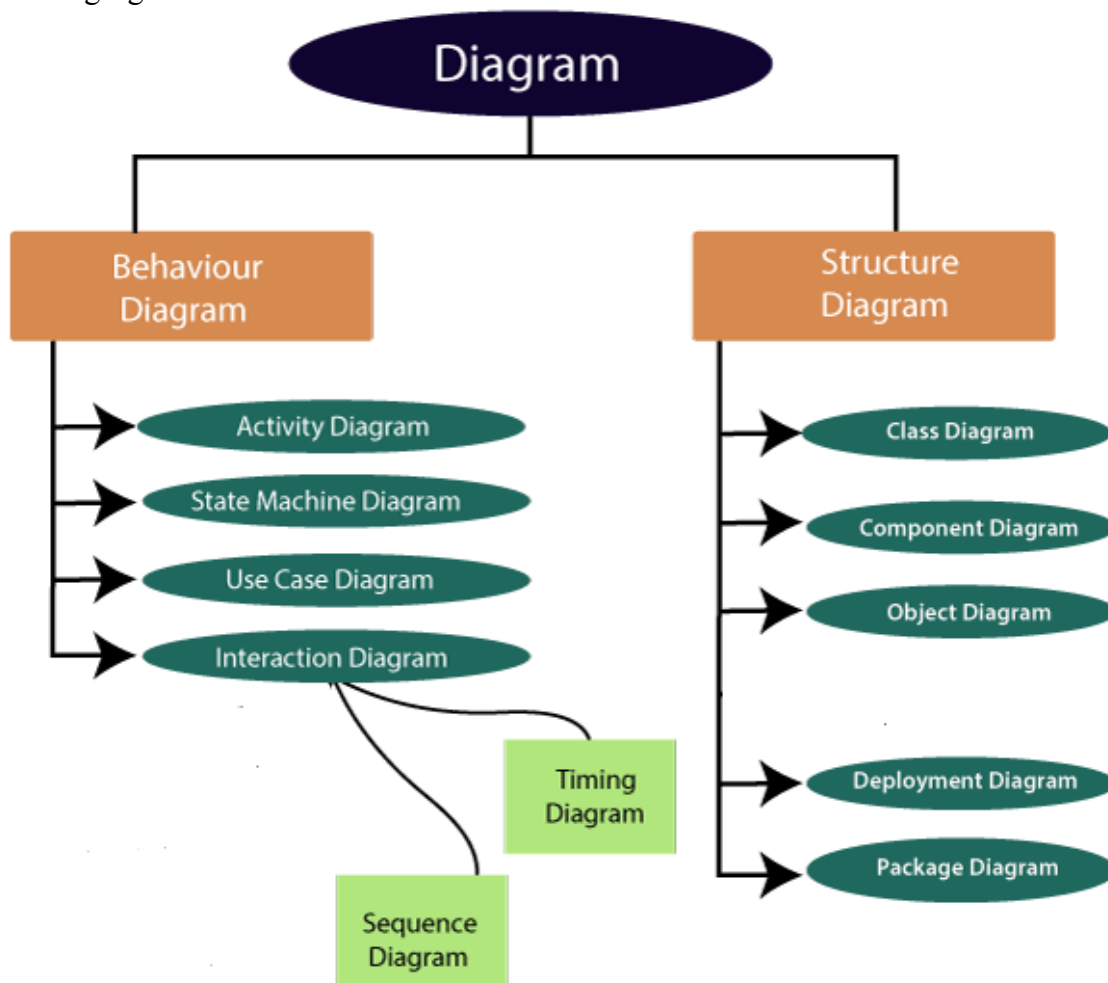 Diagram
Behaviour
Diagram
Structure
Diagram
Activity Diagram
State Machine Diagram
Use Case Diagram
Interaction Diagram
Class Diagram
Component Diagram
Object Diagram
Deployment Diagram
Package Diagram
Timing
Diagram
Sequence
Diagram